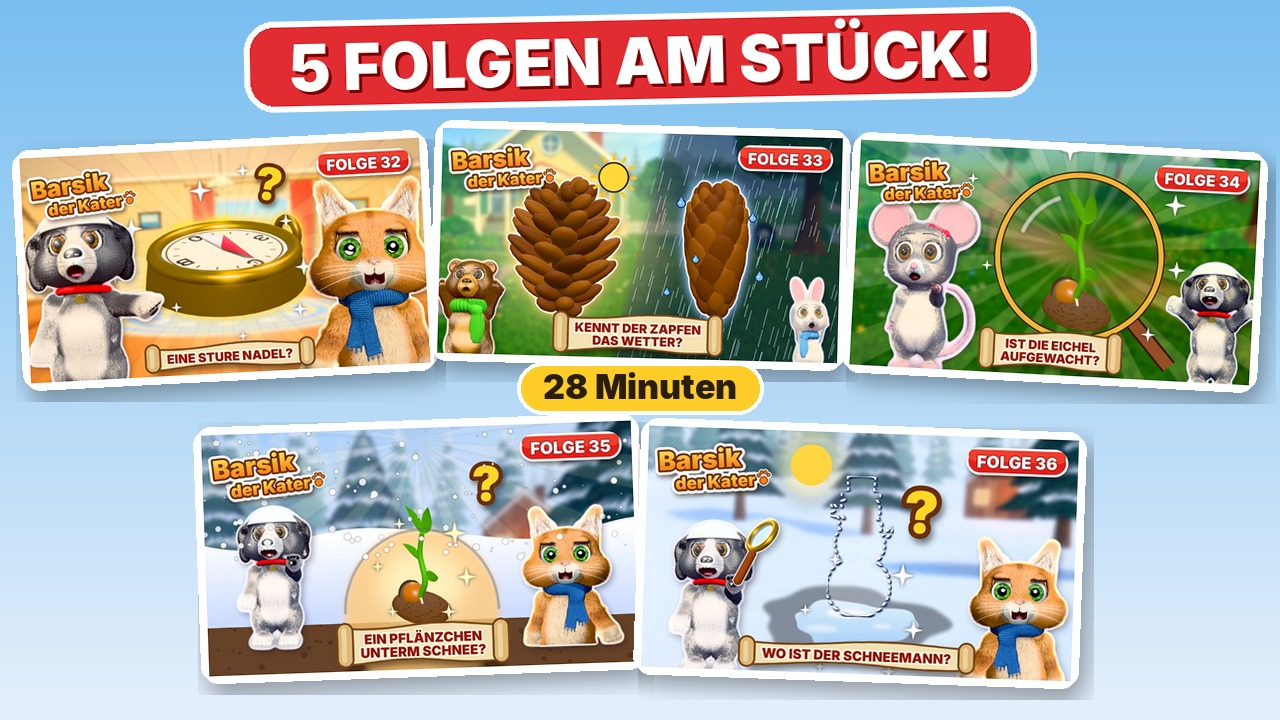 5 FOLGEN AM STÜCK!
Barsik
der Kater
FOLGE 32
EINE STURE NADEL?
Barsik
der Kater
FOLGE 33
KENNT DER ZAPFEN
DAS WETTER?
Barsik
der Kater
FOLGE 34
IST DIE EICHEL
AUFGEWACHT?
28 Minuten
Barsik
der Kater
FOLGE 35
EIN PFLÄNZCHEN
UNTERM SCHNEE?
Barsik
der Kater
FOLGE 36
WO IST DER SCHNEEMANN?